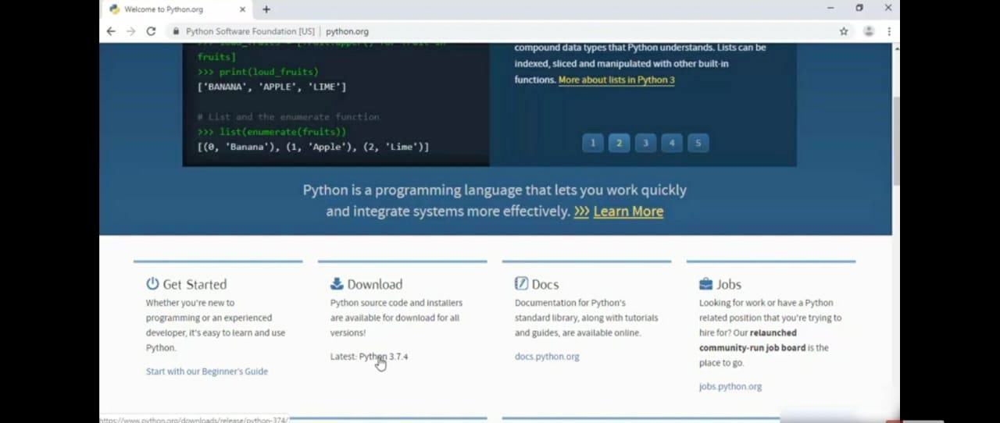 Welcome to Python.org
Python Software Foundation [US] | python.org
fruits]
>>> print(loud_fruits)
['BANANA', 'APPLE', 'LIME']
# List and the enumerate function
>>> list(enumerate(fruits))
[(0, 'Banana'), (1, 'Apple'), (2, 'Lime')]
compound data types that Python understands. Lists can be
indexed, sliced and manipulated with other built-in
functions. More about lists in Python 3
1 2 3 4 5
Python is a programming language that lets you work quickly
and integrate systems more effectively. >>> Learn More
Get Started
Whether you're new to
programming or an experienced
developer, it's easy to learn and use
Python.
Start with our Beginner's Guide
Download
Python source code and installers
are available for download for all
versions!
Latest: Python 3.7.4
Docs
Documentation for Python's
standard library, along with tutorials
and guides, are available online.
docs.python.org
Jobs
Looking for work or have a Python
related position that you're trying to
hire for? Our relaunched
community-run job board is the
place to go.
jobs.python.org
https://www.python.org/downloads/release/python-374/